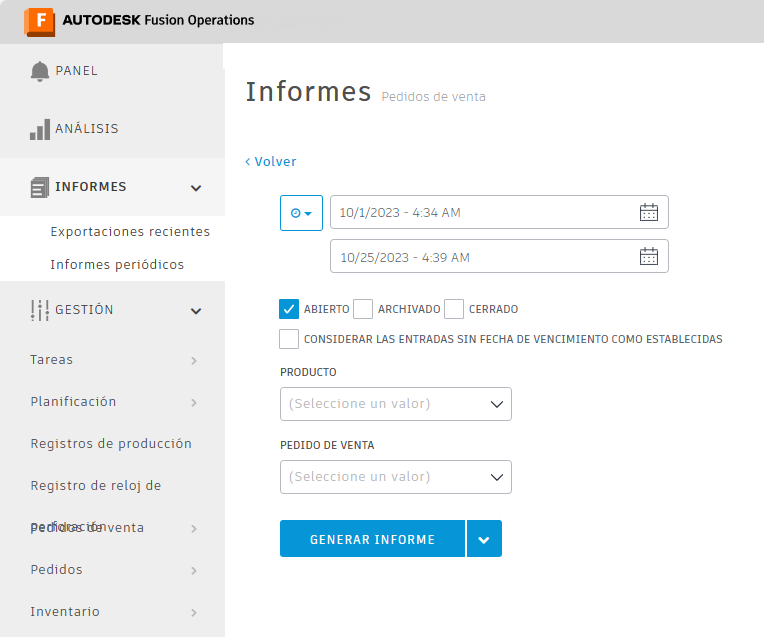 F AUTODESK Fusion Operations
PANEL
ANÁLISIS
INFORMES
Exportaciones recientes
Informes periódicos
GESTIÓN
Tareas
Planificación
Registros de producción
Registro de reloj de
perforación
Pedidos de venta
Pedidos
Inventario
Informes Pedidos de venta
< Volver
10/1/2023 - 4:34 AM
10/25/2023 - 4:39 AM
ABIERTO ARCHIVADO CERRADO
CONSIDERAR LAS ENTRADAS SIN FECHA DE VENCIMIENTO COMO ESTABLECIDAS
PRODUCTO
(Seleccione un valor)
PEDIDO DE VENTA
(Seleccione un valor)
GENERAR INFORME